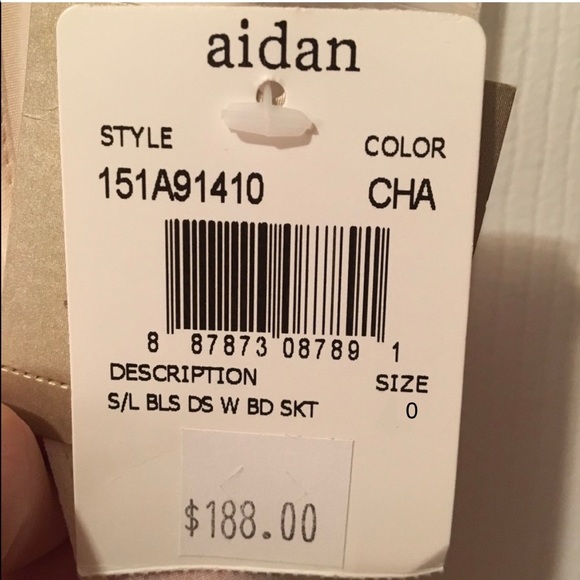 aidan
STYLE COLOR
151A91410 CHA
8 87873 08789 1
DESCRIPTION SIZE
S/L BLS DS W BD SKT 0
$188.00